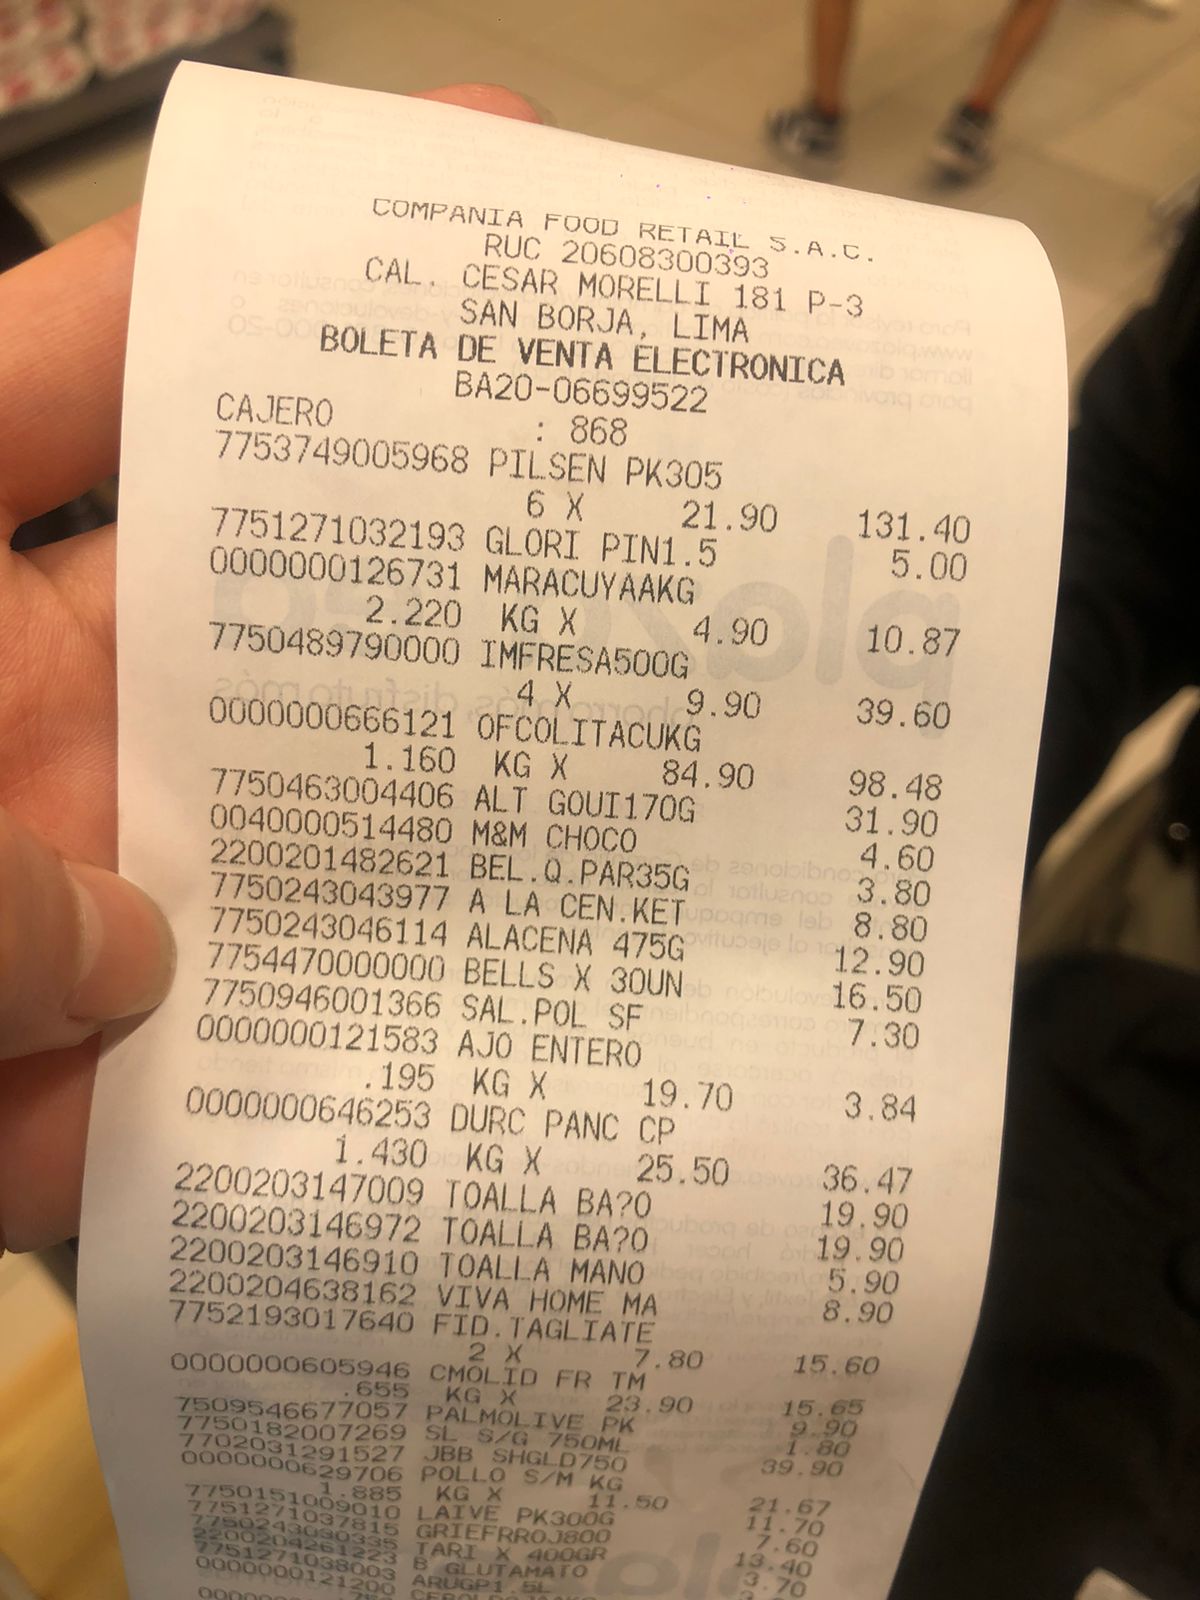 COMPANIA FOOD RETAIL S.A.C.
RUC 20608300393
CAL. CESAR MORELLI 181 P-3
SAN BORJA, LIMA
BOLETA DE VENTA ELECTRONICA
BA20-06699522
CAJERO : 868
7753749005968 PILSEN PK305
6 X 21.90 131.40
7751271032193 GLORI PIN1.5 5.00
0000000126731 MARACUYAAKG
2.220 KG X 4.90 10.87
7750489790000 IMFRESA500G
4 X 9.90 39.60
0000000666121 OFCOLITACUKG
1.160 KG X 84.90 98.48
7750463004406 ALT GOUI170G 31.90
0040000514480 M&M CHOCO 4.60
2200201482621 BEL.Q.PAR35G 3.80
7750243043977 A LA CEN.KET 8.80
7750243046114 ALACENA 475G 12.90
7754470000000 BELLS X 30UN 16.50
7750946001366 SAL.POL SF 7.30
0000000121583 AJO ENTERO
.195 KG X 19.70 3.84
0000000646253 DURC PANC CP
1.430 KG X 25.50 36.47
2200203147009 TOALLA BA?O 19.90
2200203146972 TOALLA BA?O 19.90
2200203146910 TOALLA MANO 5.90
2200204638162 VIVA HOME MA 8.90
7752193017640 FID.TAGLIATE
2 X 7.80 15.60
0000000605946 CMOLID FR TM
.655 KG X 23.90 15.65
7509546677057 PALMOLIVE PK 9.90
7750182007269 SL S/G 750ML 1.80
7702031291527 JBB SHGLD750 39.90
0000000629706 POLLO S/M KG
1.885 KG X 11.50 21.67
7750151009010 LAIVE PK300G 11.70
7751271037815 GRIEFRROJ800 7.60
7750243030335 TARI X 400GR 13.40
2200204261223 B GLUTAMATO 3.70
7751271038003 ARUGP1.5L
0000000121200